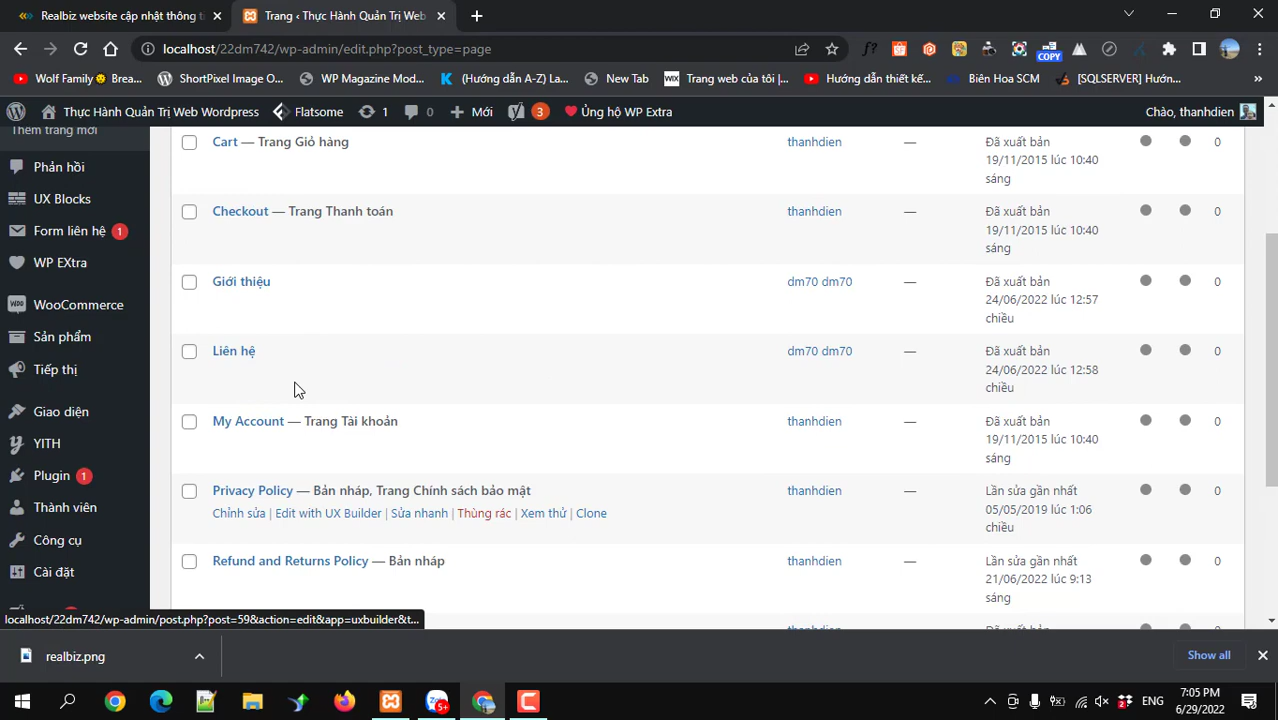 Realbiz website cập nhật thông t
Trang ‹ Thực Hành Quản Trị Web
localhost/22dm742/wp-admin/edit.php?post_type=page
COPY
Wolf Family Brea...
ShortPixel Image O...
WP Magazine Mod...
(Hướng dẫn A-Z) La...
New Tab
WIX
Trang web của tôi |...
Hướng dẫn thiết kế...
Biên Hoa SCM
[SQLSERVER] Hướn...
Thực Hành Quản Trị Web Wordpress
Flatsome
1
0
Mới
3
Ủng hộ WP Extra
Chào, thanhdien
Thêm trang mới
Phản hồi
UX Blocks
Form liên hệ 1
WP EXtra
WooCommerce
Sản phẩm
Tiếp thị
Giao diện
YITH
Plugin 1
Thành viên
Công cụ
Cài đặt
Cart — Trang Giỏ hàng
thanhdien
—
Đã xuất bản
19/11/2015 lúc 10:40
sáng
0
Checkout — Trang Thanh toán
thanhdien
—
Đã xuất bản
19/11/2015 lúc 10:40
sáng
0
Giới thiệu
dm70 dm70
—
Đã xuất bản
24/06/2022 lúc 12:57
chiều
0
Liên hệ
dm70 dm70
—
Đã xuất bản
24/06/2022 lúc 12:58
chiều
0
My Account — Trang Tài khoản
thanhdien
—
Đã xuất bản
19/11/2015 lúc 10:40
sáng
0
Privacy Policy — Bản nháp, Trang Chính sách bảo mật
Chỉnh sửa | Edit with UX Builder | Sửa nhanh | Thùng rác | Xem thử | Clone
thanhdien
—
Lần sửa gần nhất
05/05/2019 lúc 1:06
chiều
0
Refund and Returns Policy — Bản nháp
thanhdien
—
Lần sửa gần nhất
21/06/2022 lúc 9:13
sáng
0
localhost/22dm742/wp-admin/post.php?post=59&action=edit&app=uxbuilder&t...
realbiz.png
Show all
5+
ENG
7:05 PM
6/29/2022